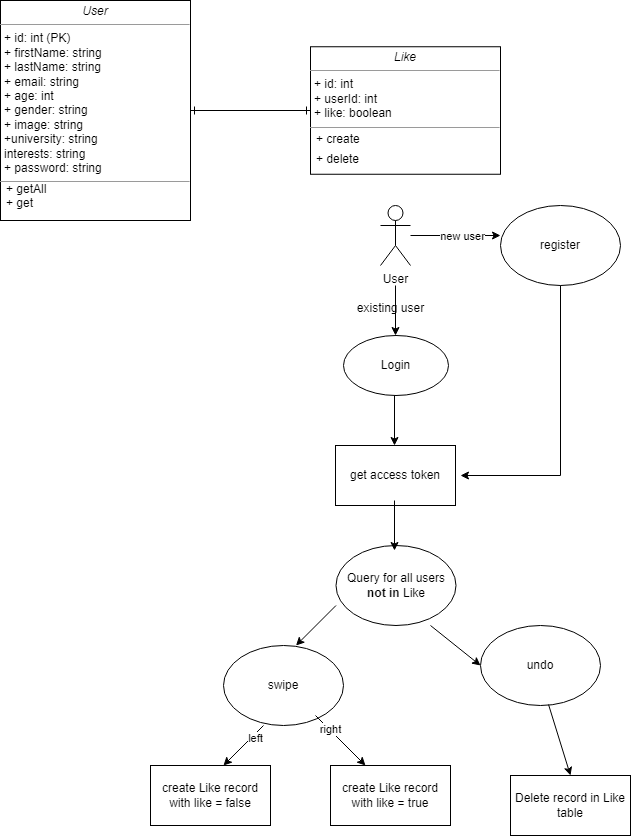 User
+ id: int (PK)
+ firstName: string
+ lastName: string
+ email: string
+ age: int
+ gender: string
+ image: string
+university: string
interests: string
+ password: string
+ getAll
+ get
Like
+ id: int
+ userId: int
+ like: boolean
+ create
+ delete
new user
register
User
existing user
Login
get access token
Query for all users
not in Like
swipe
undo
left
right
create Like record
with like = false
create Like record
with like = true
Delete record in Like
table